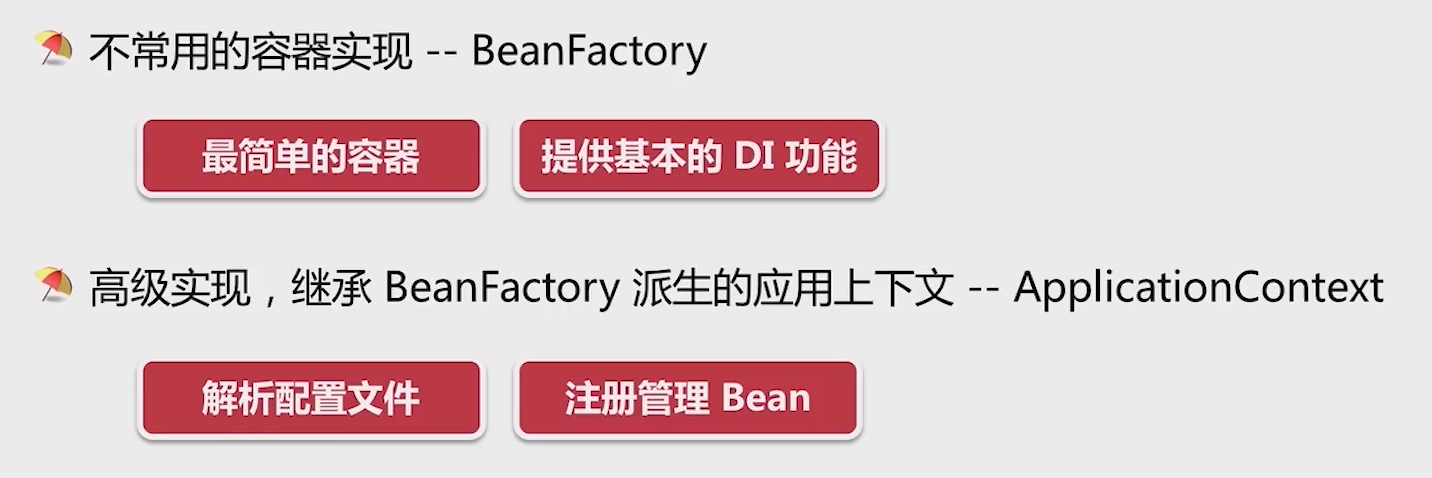 不常用的容器实现 -- BeanFactory
最简单的容器
提供基本的 DI 功能
高级实现，继承 BeanFactory 派生的应用上下文 -- ApplicationContext
解析配置文件
注册管理 Bean